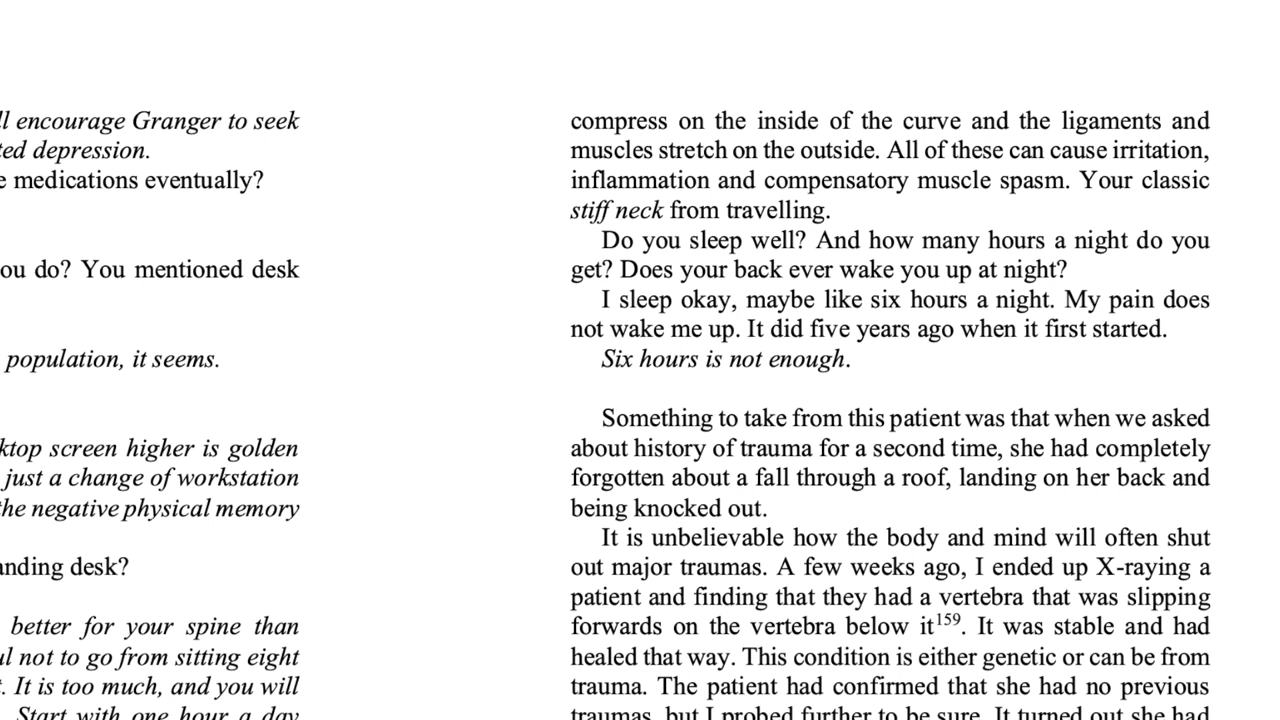 ll encourage Granger to seek
ted depression.
e medications eventually?
ou do? You mentioned desk
population, it seems.
ktop screen higher is golden
just a change of workstation
the negative physical memory
anding desk?
better for your spine than
ul not to go from sitting eight
t. It is too much, and you will
Start with one hour a day
compress on the inside of the curve and the ligaments and
muscles stretch on the outside. All of these can cause irritation,
inflammation and compensatory muscle spasm. Your classic
stiff neck from travelling.
Do you sleep well? And how many hours a night do you
get? Does your back ever wake you up at night?
I sleep okay, maybe like six hours a night. My pain does
not wake me up. It did five years ago when it first started.
Six hours is not enough.
Something to take from this patient was that when we asked
about history of trauma for a second time, she had completely
forgotten about a fall through a roof, landing on her back and
being knocked out.
It is unbelievable how the body and mind will often shut
out major traumas. A few weeks ago, I ended up X-raying a
patient and finding that they had a vertebra that was slipping
forwards on the vertebra below it159. It was stable and had
healed that way. This condition is either genetic or can be from
trauma. The patient had confirmed that she had no previous
traumas, but I probed further to be sure. It turned out she had